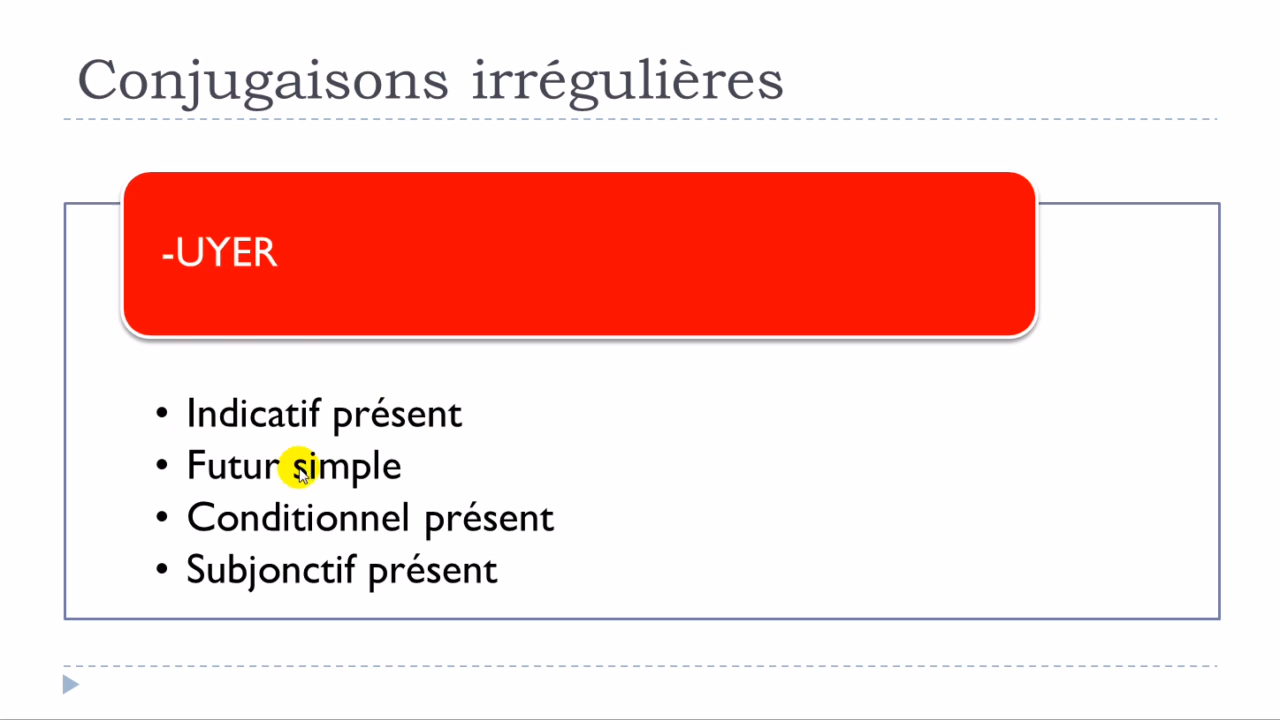 Conjugaisons irrégulières
-UYER
• Indicatif présent
• Futur simple
• Conditionnel présent
• Subjonctif présent